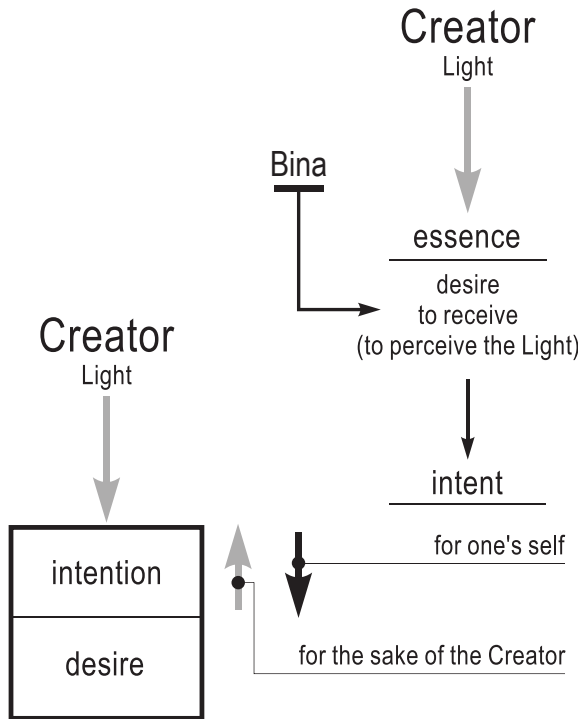 Creator
Light
Bina
essence
desire
to receive
(to perceive the Light)
intent
Creator
Light
intention
desire
for one's self
for the sake of the Creator